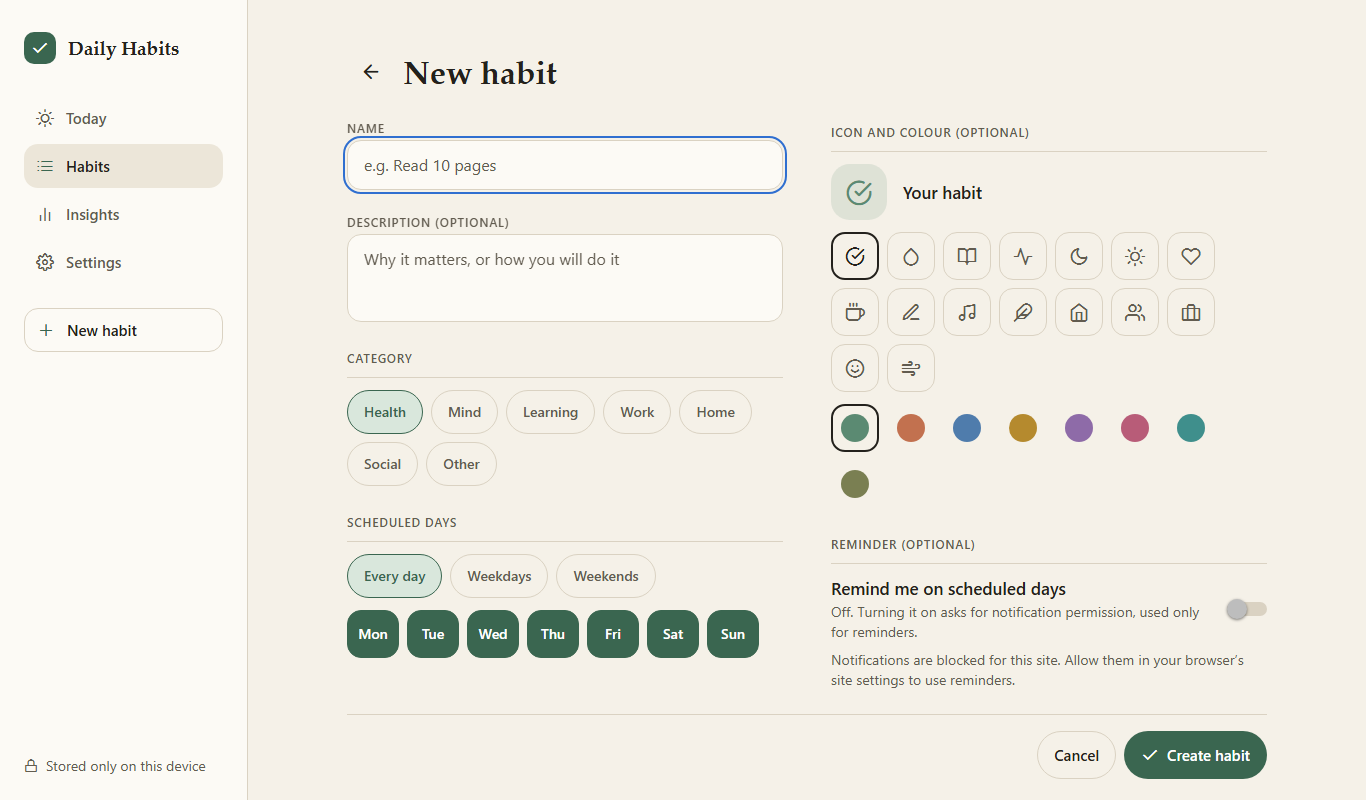 Daily Habits
Today
Habits
Insights
Settings
New habit
Stored only on this device
New habit
NAME
e.g. Read 10 pages
DESCRIPTION (OPTIONAL)
Why it matters, or how you will do it
CATEGORY
Health Mind Learning Work Home
Social Other
SCHEDULED DAYS
Every day Weekdays Weekends
Mon Tue Wed Thu Fri Sat Sun
ICON AND COLOUR (OPTIONAL)
Your habit
REMINDER (OPTIONAL)
Remind me on scheduled days
Off. Turning it on asks for notification permission, used only
for reminders.
Notifications are blocked for this site. Allow them in your browser’s
site settings to use reminders.
Cancel Create habit